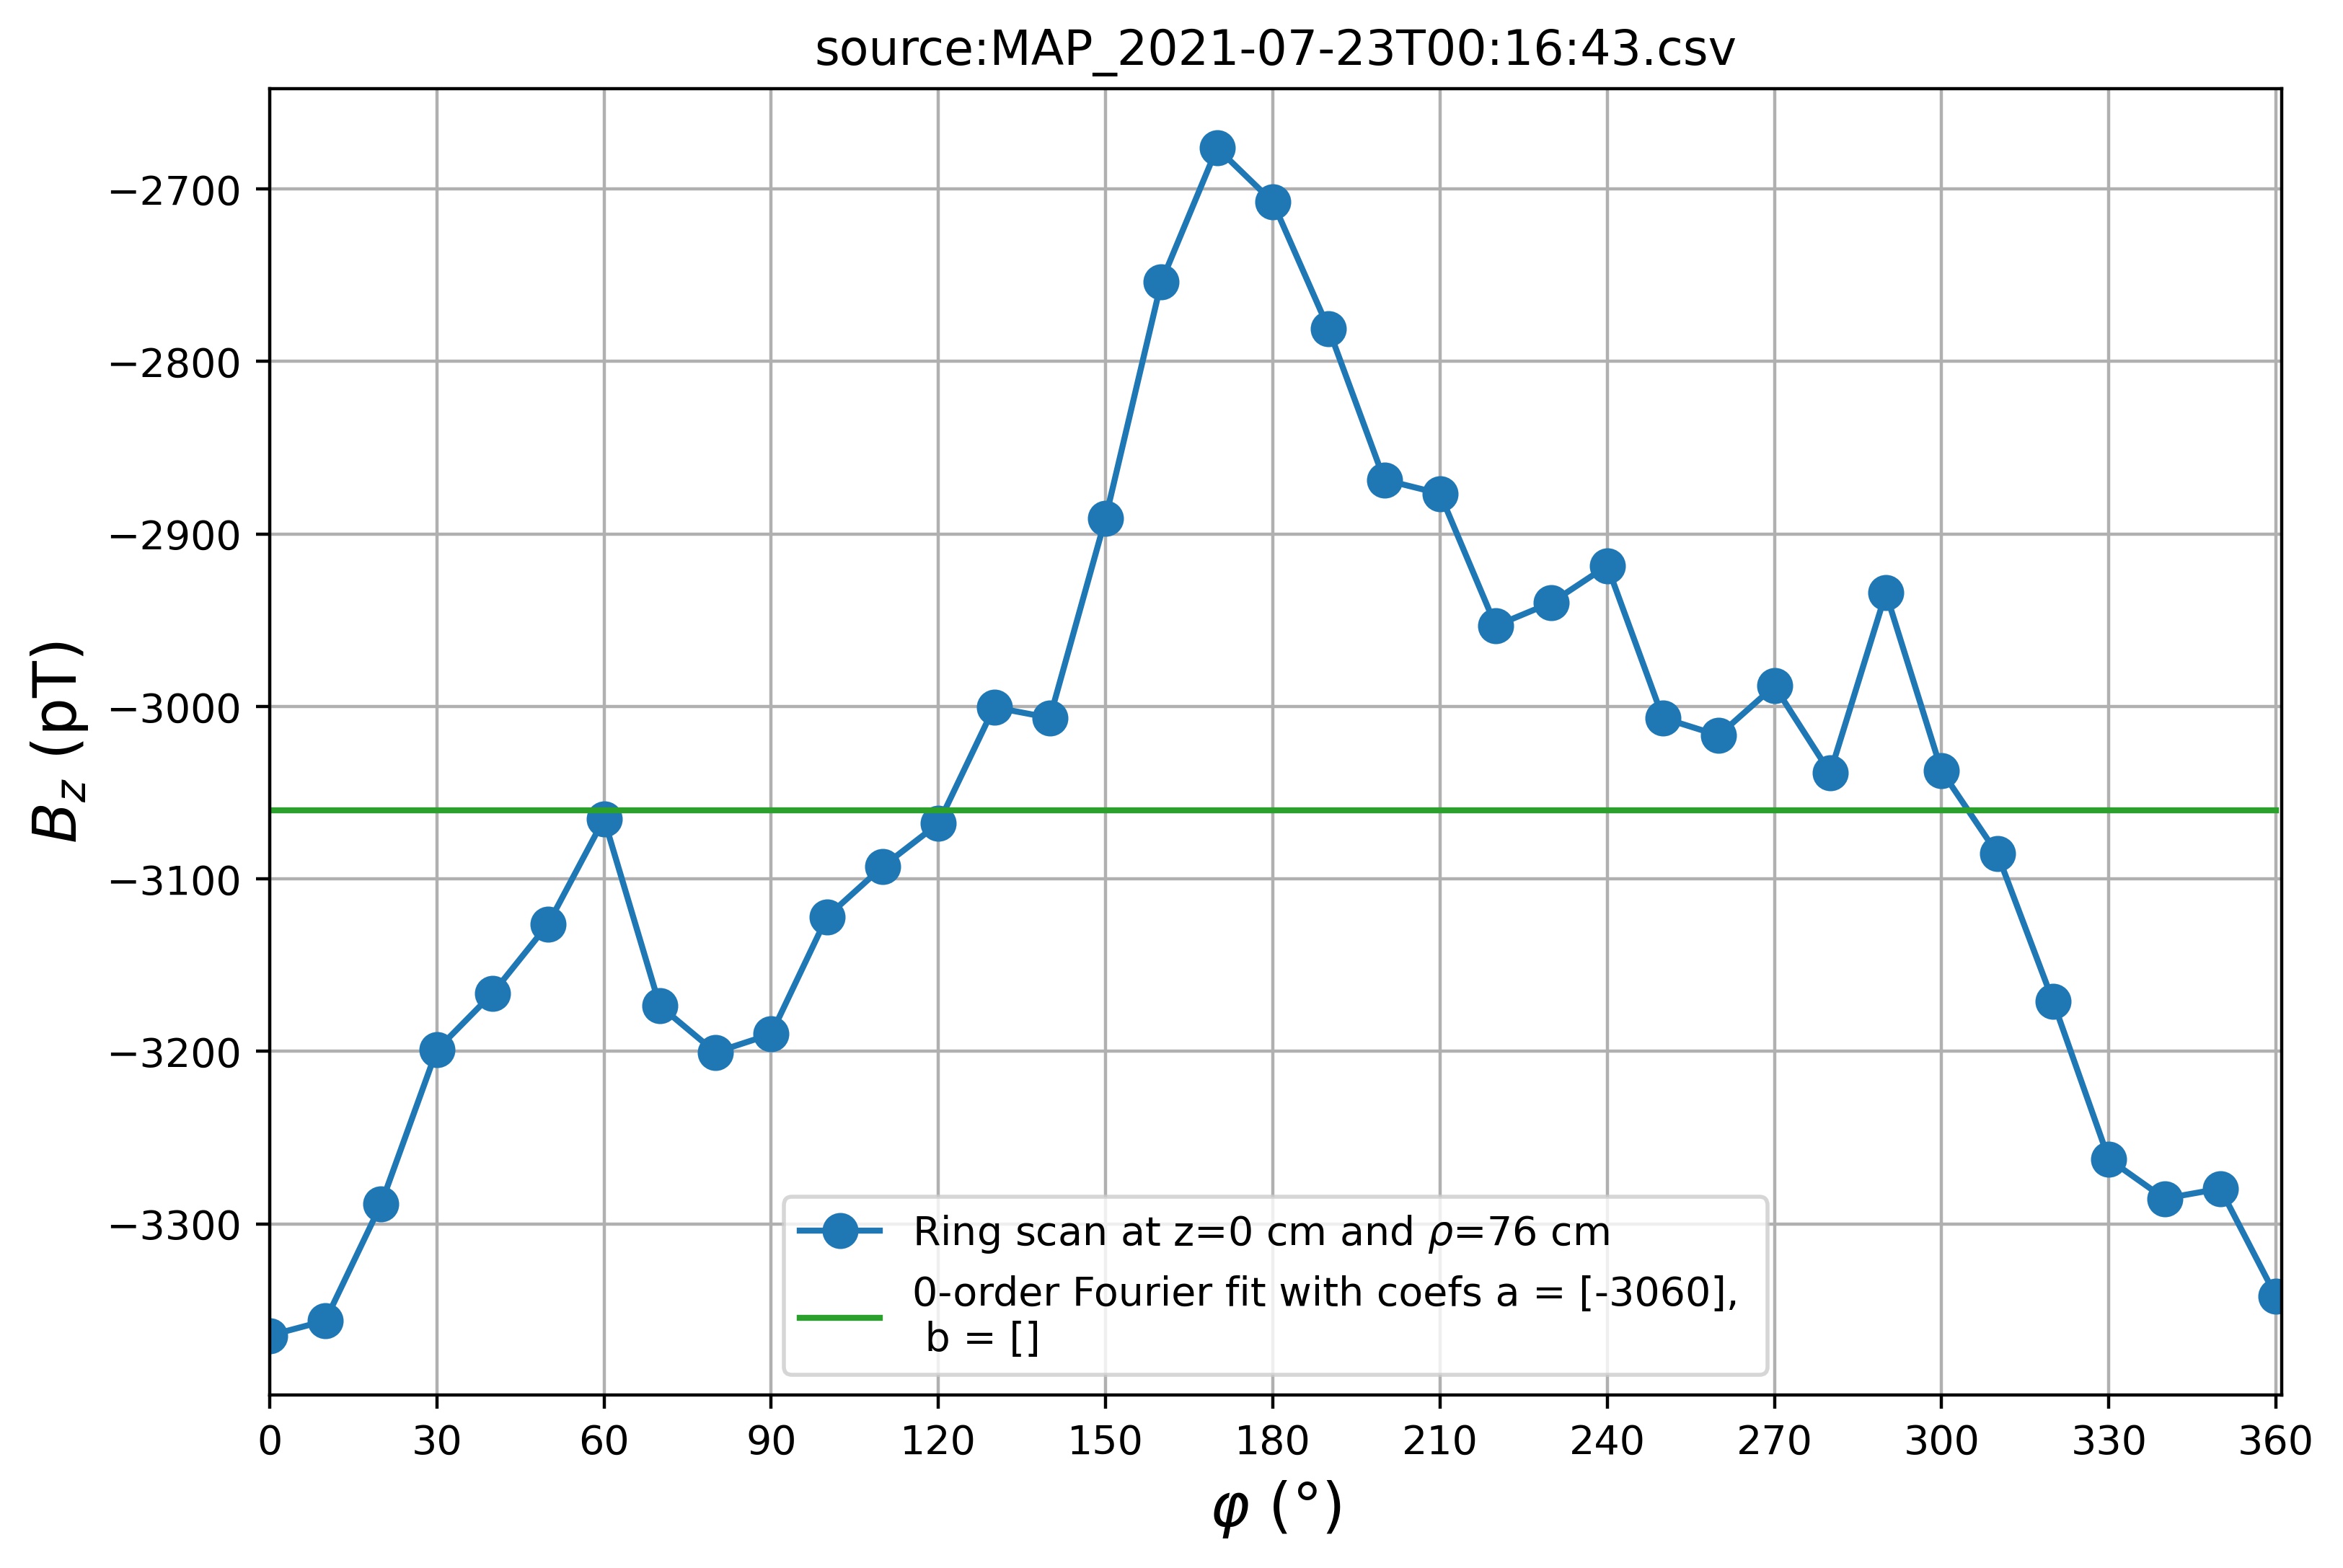 source:MAP_2021-07-23T00:16:43.csv
−2700
−2800
−2900
−3000
−3100
−3200
−3300
B_z (pT)
Ring scan at z=0 cm and ρ=76 cm
0-order Fourier fit with coefs a = [-3060],
b = []
0 30 60 90 120 150 180 210 240 270 300 330 360
φ (°)